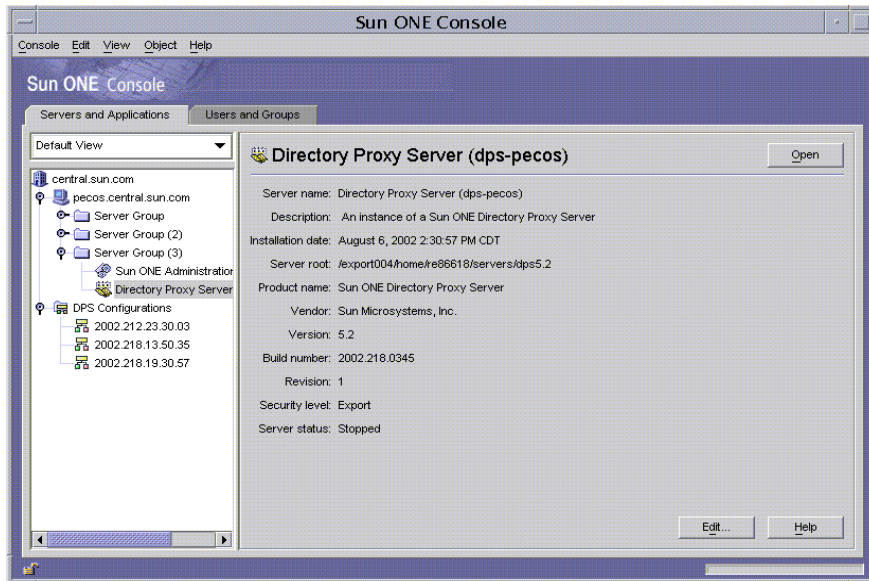 Sun ONE Console
Console Edit View Object Help
Sun ONE Console
Servers and Applications Users and Groups
Default View
Directory Proxy Server (dps-pecos)
Open
central.sun.com
pecos.central.sun.com
Server Group
Server Group (2)
Server Group (3)
Sun ONE Administration
Directory Proxy Server
DPS Configurations
2002.212.23.30.03
2002.218.13.50.35
2002.218.19.30.57
Server name: Directory Proxy Server (dps-pecos)
Description: An instance of a Sun ONE Directory Proxy Server
Installation date: August 6, 2002 2:30:57 PM CDT
Server root: /export004/home/re86618/servers/dps5.2
Product name: Sun ONE Directory Proxy Server
Vendor: Sun Microsystems, Inc.
Version: 5.2
Build number: 2002.218.0345
Revision: 1
Security level: Export
Server status: Stopped
Edit...
Help